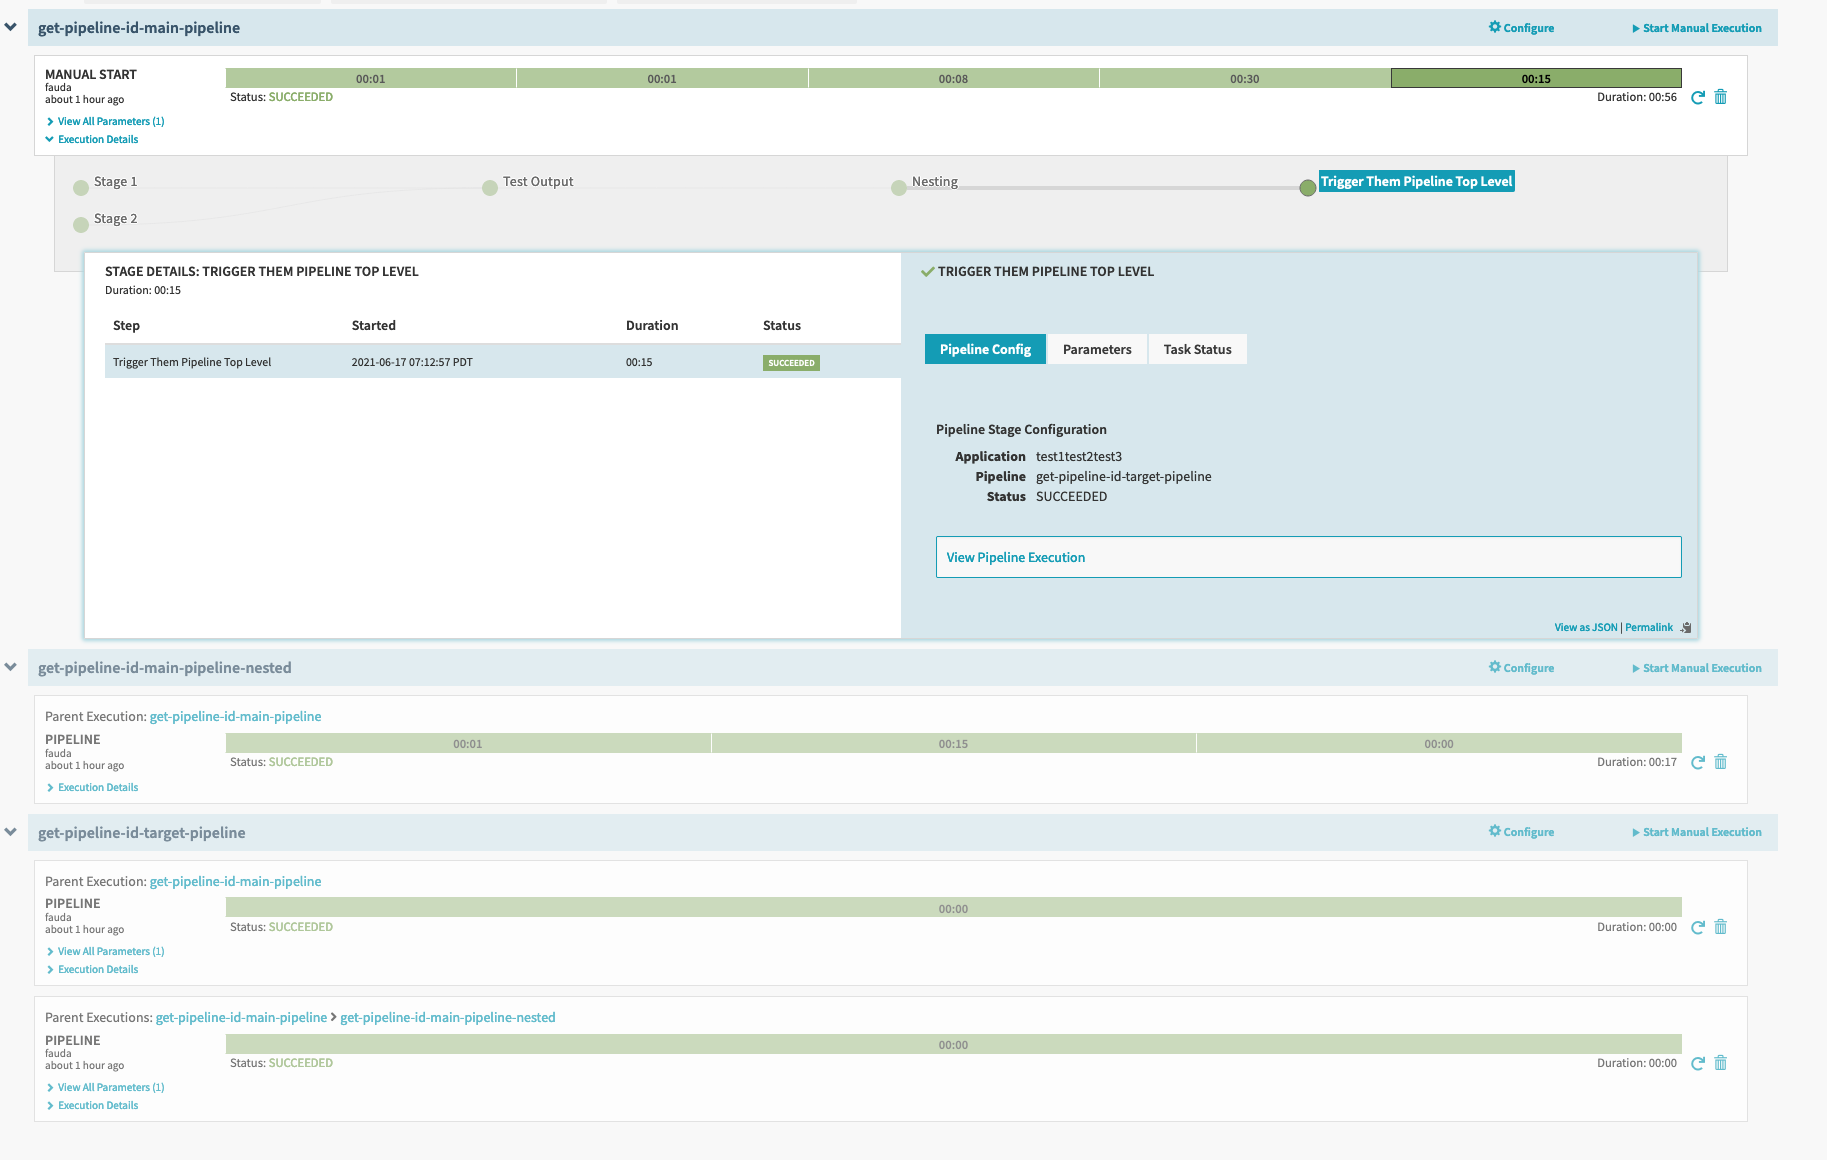 get-pipeline-id-main-pipeline Configure Start Manual Execution
MANUAL START 00:01 00:01 00:08 00:30 00:15
fauda
about 1 hour ago
Status: SUCCEEDED Duration: 00:56
View All Parameters (1)
Execution Details
Stage 1 Test Output Nesting Trigger Them Pipeline Top Level
Stage 2
STAGE DETAILS: TRIGGER THEM PIPELINE TOP LEVEL
Duration: 00:15
Step Started Duration Status
Trigger Them Pipeline Top Level 2021-06-17 07:12:57 PDT 00:15 SUCCEEDED
TRIGGER THEM PIPELINE TOP LEVEL
Pipeline Config Parameters Task Status
Pipeline Stage Configuration
Application test1test2test3
Pipeline get-pipeline-id-target-pipeline
Status SUCCEEDED
View Pipeline Execution
View as JSON | Permalink
get-pipeline-id-main-pipeline-nested Configure Start Manual Execution
Parent Execution: get-pipeline-id-main-pipeline
PIPELINE 00:01 00:15 00:00
fauda
about 1 hour ago
Status: SUCCEEDED Duration: 00:17
Execution Details
get-pipeline-id-target-pipeline Configure Start Manual Execution
Parent Execution: get-pipeline-id-main-pipeline
PIPELINE 00:00
fauda
about 1 hour ago
Status: SUCCEEDED Duration: 00:00
View All Parameters (1)
Execution Details
Parent Executions: get-pipeline-id-main-pipeline > get-pipeline-id-main-pipeline-nested
PIPELINE 00:00
fauda
about 1 hour ago
Status: SUCCEEDED Duration: 00:00
View All Parameters (1)
Execution Details